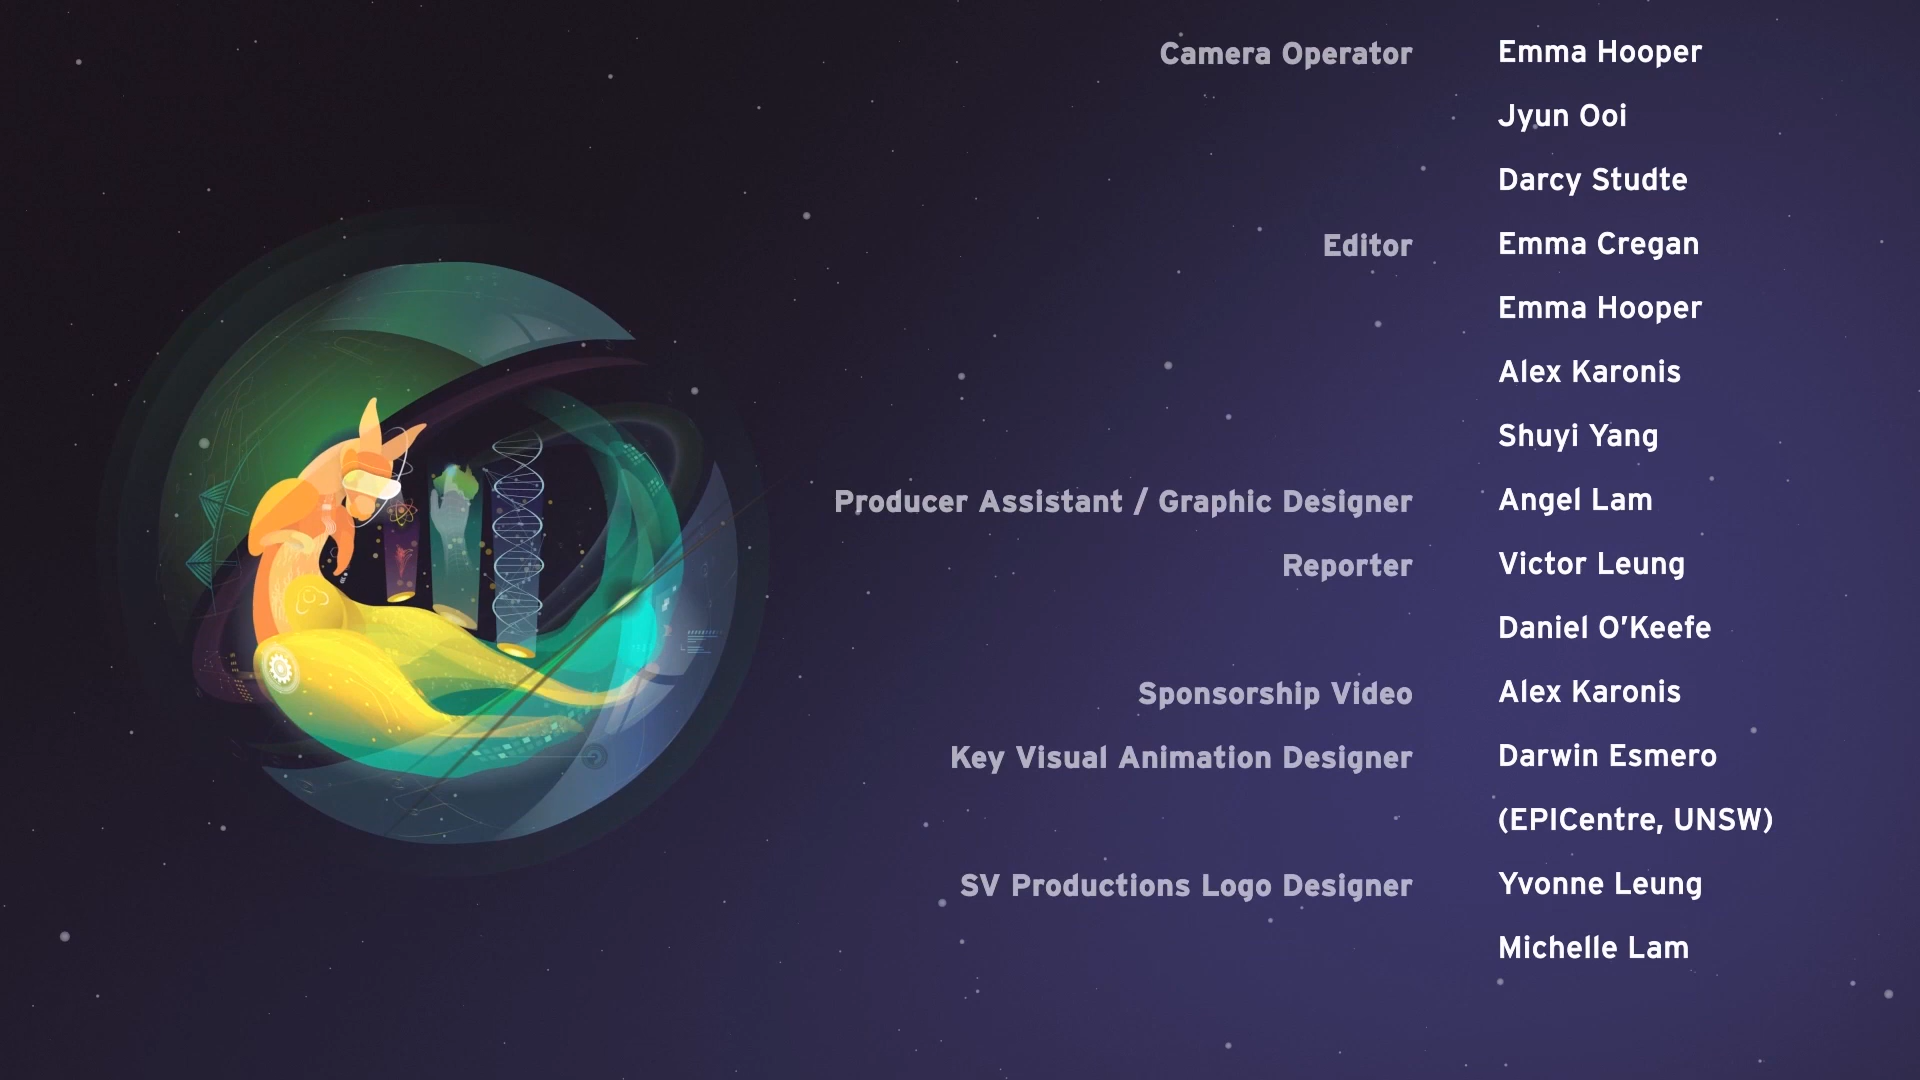 Camera Operator Emma Hooper
Jyun Ooi
Darcy Studte
Editor Emma Cregan
Emma Hooper
Alex Karonis
Shuyi Yang
Producer Assistant / Graphic Designer Angel Lam
Reporter Victor Leung
Daniel O'Keefe
Sponsorship Video Alex Karonis
Key Visual Animation Designer Darwin Esmero
(EPICentre, UNSW)
SV Productions Logo Designer Yvonne Leung
Michelle Lam